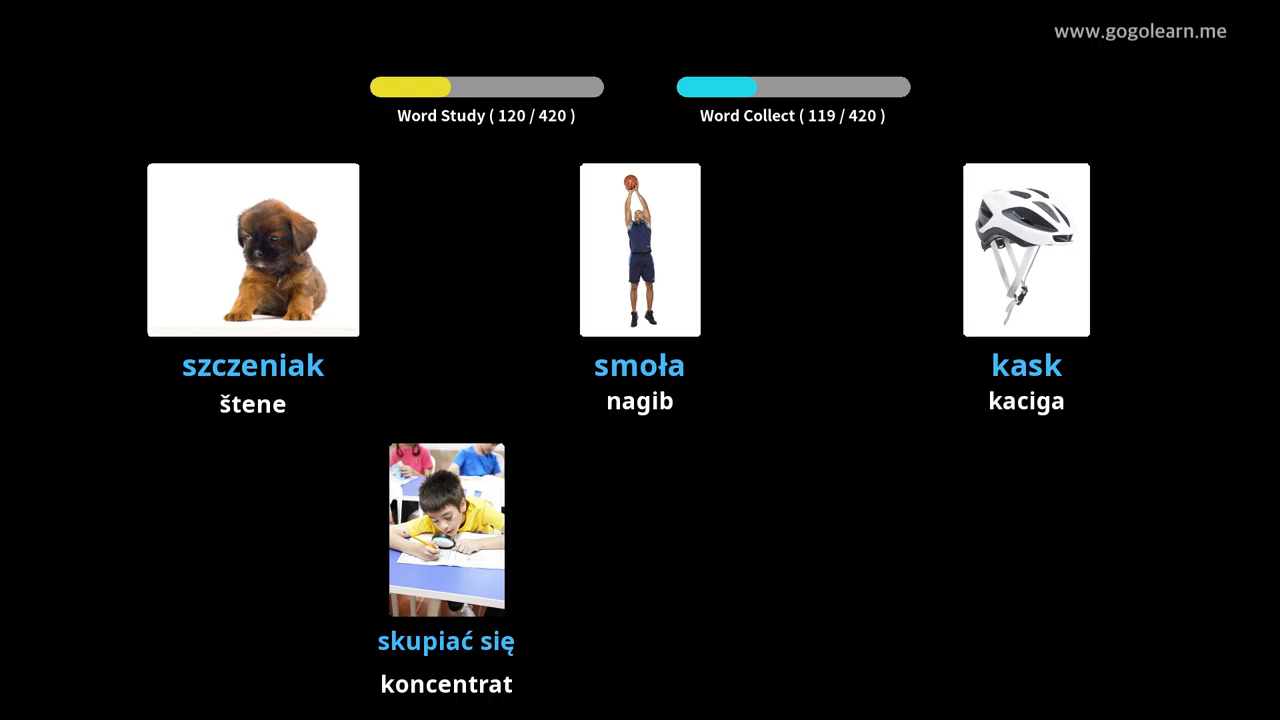 www.gogolearn.me
Word Study ( 120 / 420 )
Word Collect ( 119 / 420 )
szczeniak
štene
smoła
nagib
kask
kaciga
skupiać się
koncentrat